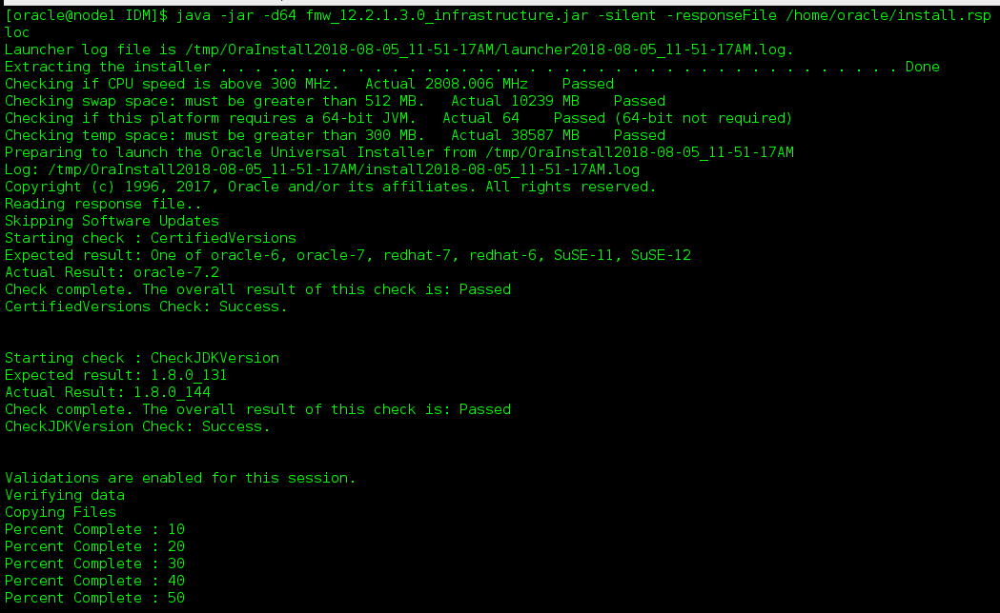 [oracle@node1 IDM]$ java -jar -d64 fmw_12.2.1.3.0_infrastructure.jar -silent -responseFile /home/oracle/install.rsp
loc
Launcher log file is /tmp/OraInstall2018-08-05_11-51-17AM/launcher2018-08-05_11-51-17AM.log.
Extracting the installer . . . . . . . . . . . . . . . . . . . . . . . . . . . . . . . . . . . . . . . . Done
Checking if CPU speed is above 300 MHz.   Actual 2808.006 MHz    Passed
Checking swap space: must be greater than 512 MB.   Actual 10239 MB    Passed
Checking if this platform requires a 64-bit JVM.   Actual 64    Passed (64-bit not required)
Checking temp space: must be greater than 300 MB.   Actual 38587 MB    Passed
Preparing to launch the Oracle Universal Installer from /tmp/OraInstall2018-08-05_11-51-17AM
Log: /tmp/OraInstall2018-08-05_11-51-17AM/install2018-08-05_11-51-17AM.log
Copyright (c) 1996, 2017, Oracle and/or its affiliates. All rights reserved.
Reading response file..
Skipping Software Updates
Starting check : CertifiedVersions
Expected result: One of oracle-6, oracle-7, redhat-7, redhat-6, SuSE-11, SuSE-12
Actual Result: oracle-7.2
Check complete. The overall result of this check is: Passed
CertifiedVersions Check: Success.
Starting check : CheckJDKVersion
Expected result: 1.8.0_131
Actual Result: 1.8.0_144
Check complete. The overall result of this check is: Passed
CheckJDKVersion Check: Success.
Validations are enabled for this session.
Verifying data
Copying Files
Percent Complete : 10
Percent Complete : 20
Percent Complete : 30
Percent Complete : 40
Percent Complete : 50